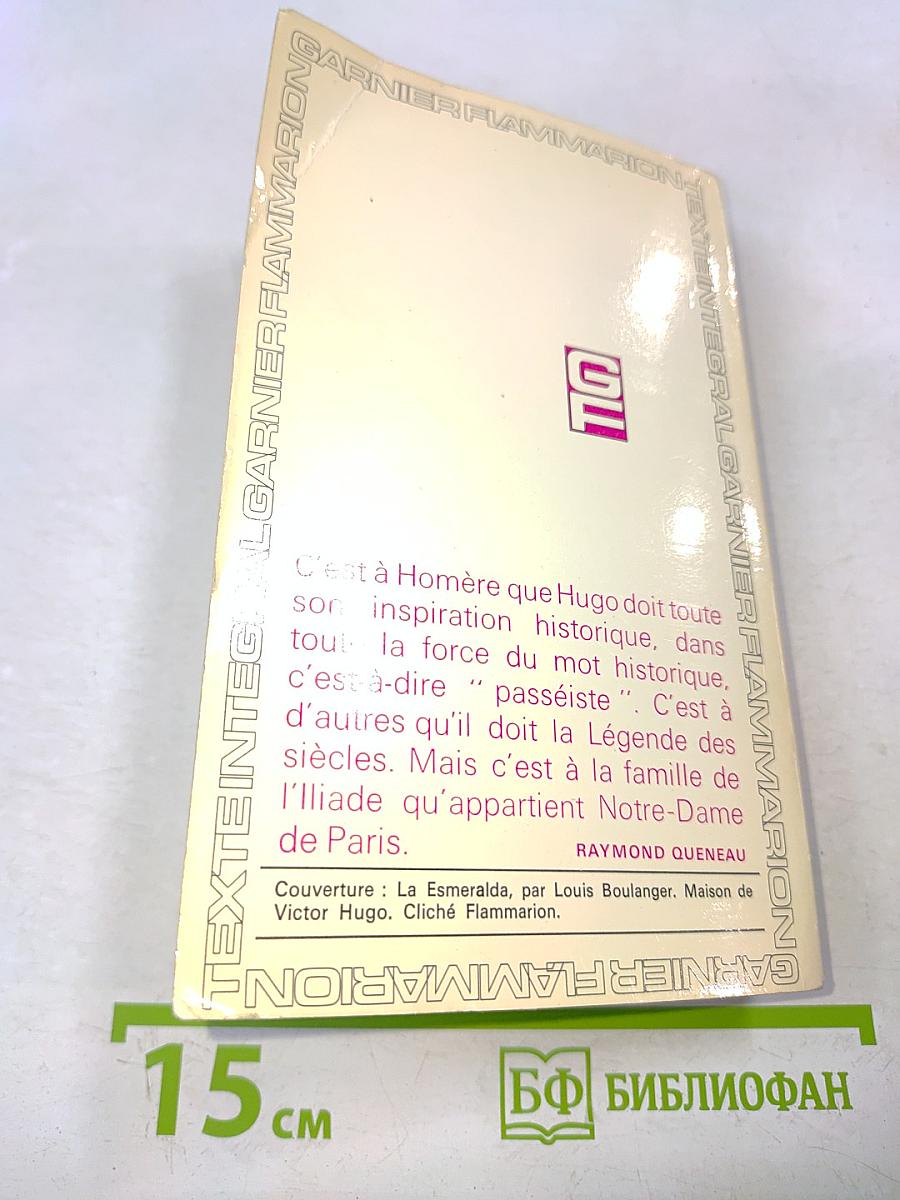 GARNIER FLAMMARION
TEXTE INTEGRAL GARNIER FLAMMARION
TEXTE INTEGRAL GARNIER FLAMMARION
GF
C'est à Homère que Hugo doit toute
son inspiration historique, dans
toute la force du mot historique,
c'est-à-dire “ passéiste ”. C'est à
d'autres qu'il doit la Légende des
siècles. Mais c'est à la famille de
l'Iliade qu'appartient Notre-Dame
de Paris.
RAYMOND QUENEAU
Couverture : La Esmeralda, par Louis Boulanger. Maison de
Victor Hugo. Cliché Flammarion.
GARNIER FLAMMARION
15 см
БФ БИБЛИОФАН